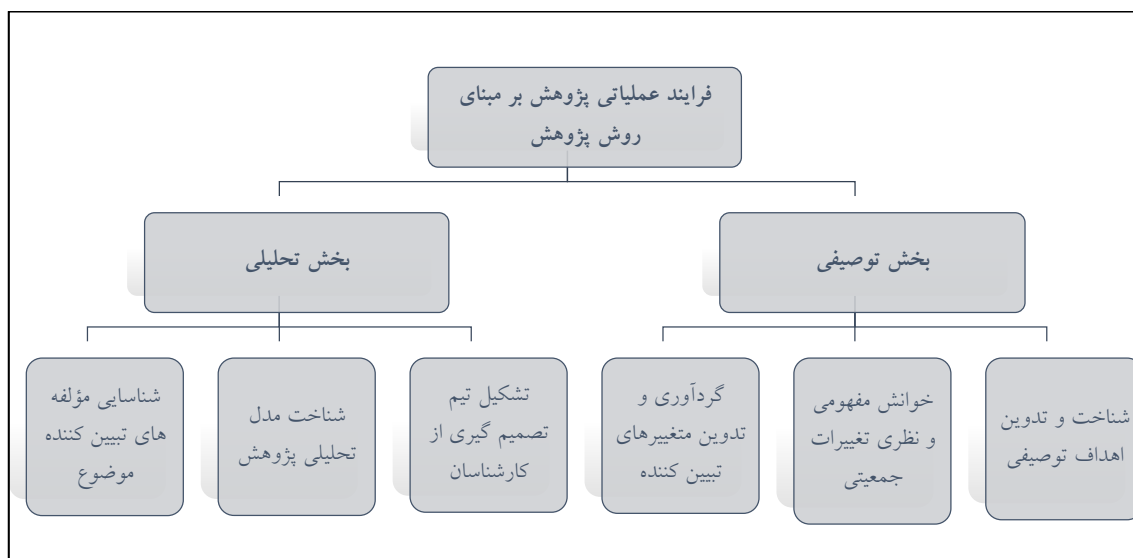 فرایند عملیاتی پژوهش بر مبنای
روش پژوهش
بخش توصیفی
بخش تحلیلی
شناخت و تدوین
اهداف توصیفی
خوانش مفهومی
و نظری تغییرات
جمعیتی
گردآوری و
تدوین متغییرهای
تبیین کننده
تشکیل تیم
تصمیم گیری از
کارشناسان
شناخت مدل
تحلیلی پژوهش
شناسایی مؤلفه
های تبیین کننده
موضوع